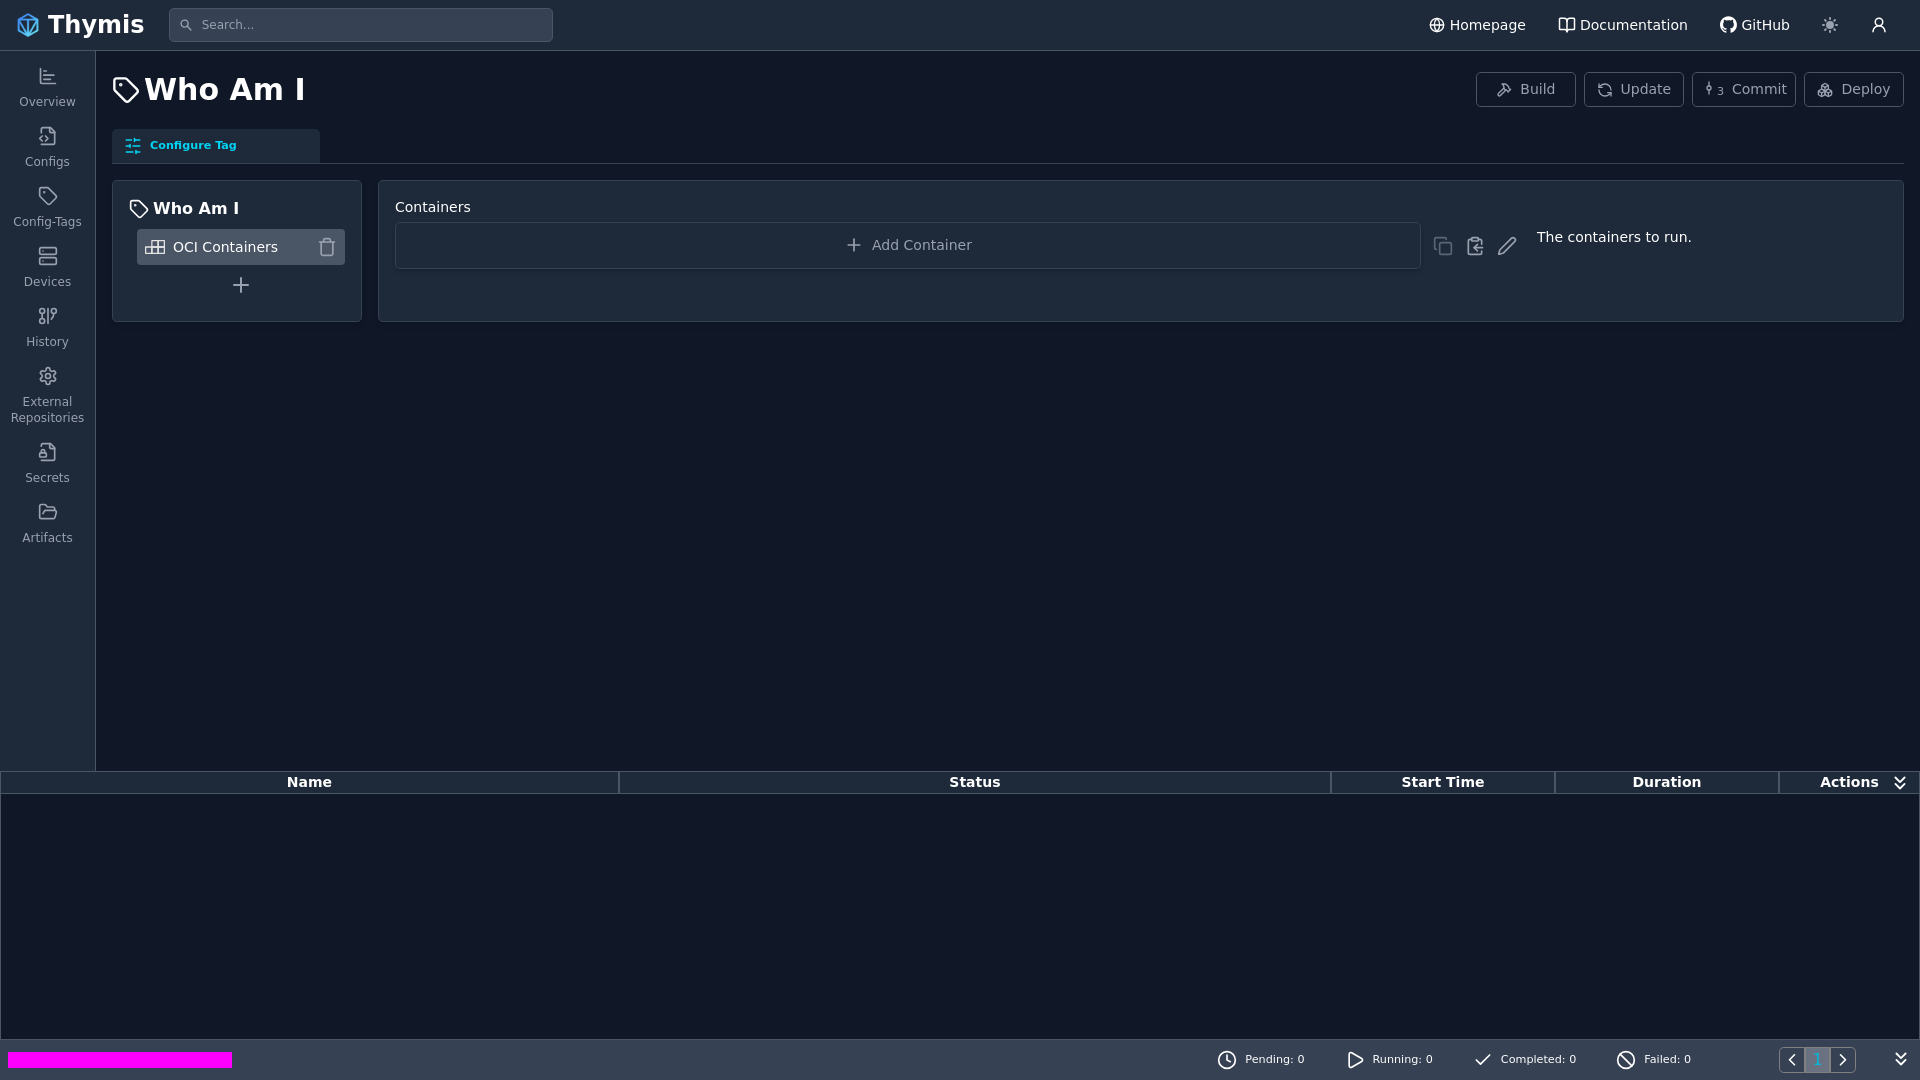 Thymis
Search...
Homepage
Documentation
GitHub
Overview
Configs
Config-Tags
Devices
History
External
Repositories
Secrets
Artifacts
Who Am I
Build
Update
3 Commit
Deploy
Configure Tag
Who Am I
OCI Containers
Containers
Add Container
The containers to run.
Name
Status
Start Time
Duration
Actions
Pending: 0
Running: 0
Completed: 0
Failed: 0
1